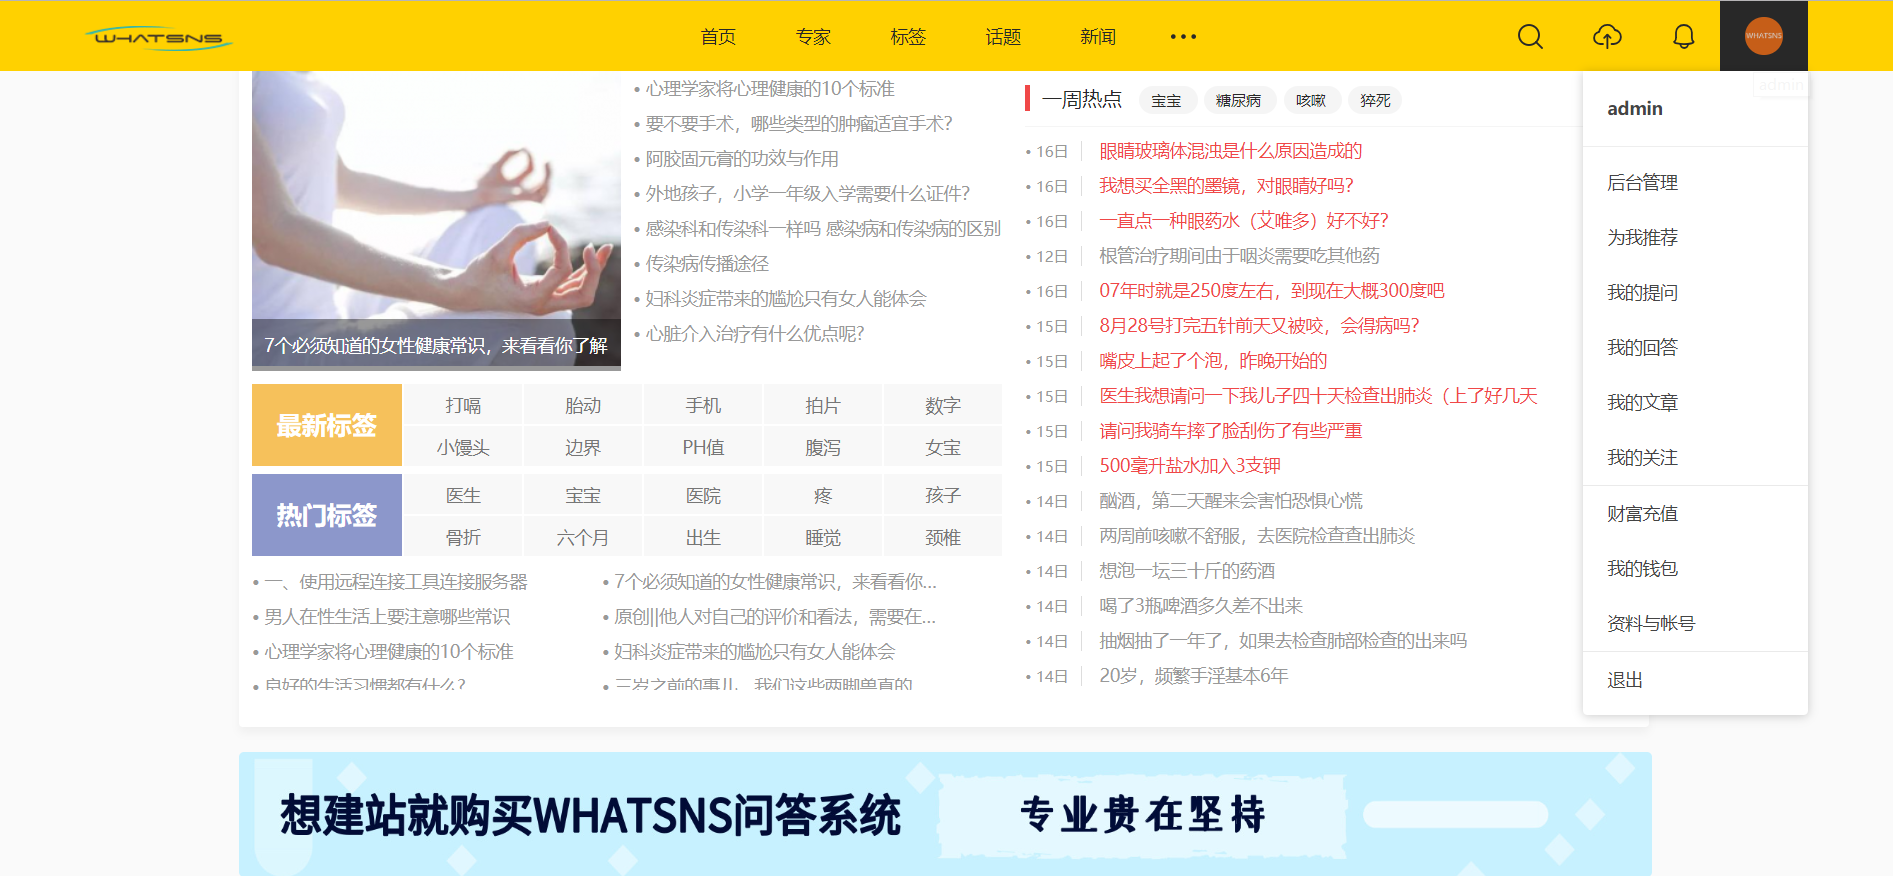 WHATSNS
首页
专家
标签
话题
新闻
WHATSNS
admin
心理学家将心理健康的10个标准
要不要手术，哪些类型的肿瘤适宜手术?
阿胶固元膏的功效与作用
外地孩子，小学一年级入学需要什么证件?
感染科和传染科一样吗 感染病和传染病的区别
传染病传播途径
妇科炎症带来的尴尬只有女人能体会
心脏介入治疗有什么优点呢?
7个必须知道的女性健康常识，来看看你了解
最新标签
打嗝 胎动 手机 拍片 数字
小馒头 边界 PH值 腹泻 女宝
热门标签
医生 宝宝 医院 疼 孩子
骨折 六个月 出生 睡觉 颈椎
一、使用远程连接工具连接服务器
男人在性生活上要注意哪些常识
心理学家将心理健康的10个标准
良好的生活习惯都有什么?
7个必须知道的女性健康常识，来看看你...
原创||他人对自己的评价和看法，需要在...
妇科炎症带来的尴尬只有女人能体会
三岁之前的事儿，我们这些两脚兽真的
一周热点 宝宝 糖尿病 咳嗽 猝死
16日 眼睛玻璃体混浊是什么原因造成的
16日 我想买全黑的墨镜，对眼睛好吗?
16日 一直点一种眼药水（艾唯多）好不好?
12日 根管治疗期间由于咽炎需要吃其他药
16日 07年时就是250度左右，到现在大概300度吧
15日 8月28号打完五针前天又被咬，会得病吗?
15日 嘴皮上起了个泡，昨晚开始的
15日 医生我想请问一下我儿子四十天检查出肺炎（上了好几天
15日 请问我骑车摔了脸刮伤了有些严重
15日 500毫升盐水加入3支钾
14日 酗酒，第二天醒来会害怕恐惧心慌
14日 两周前咳嗽不舒服，去医院检查查出肺炎
14日 想泡一坛三十斤的药酒
14日 喝了3瓶啤酒多久差不出来
14日 抽烟抽了一年了，如果去检查肺部检查的出来吗
14日 20岁，频繁手淫基本6年
admin
后台管理
为我推荐
我的提问
我的回答
我的文章
我的关注
财富充值
我的钱包
资料与帐号
退出
想建站就购买WHATSNS问答系统 专业贵在坚持